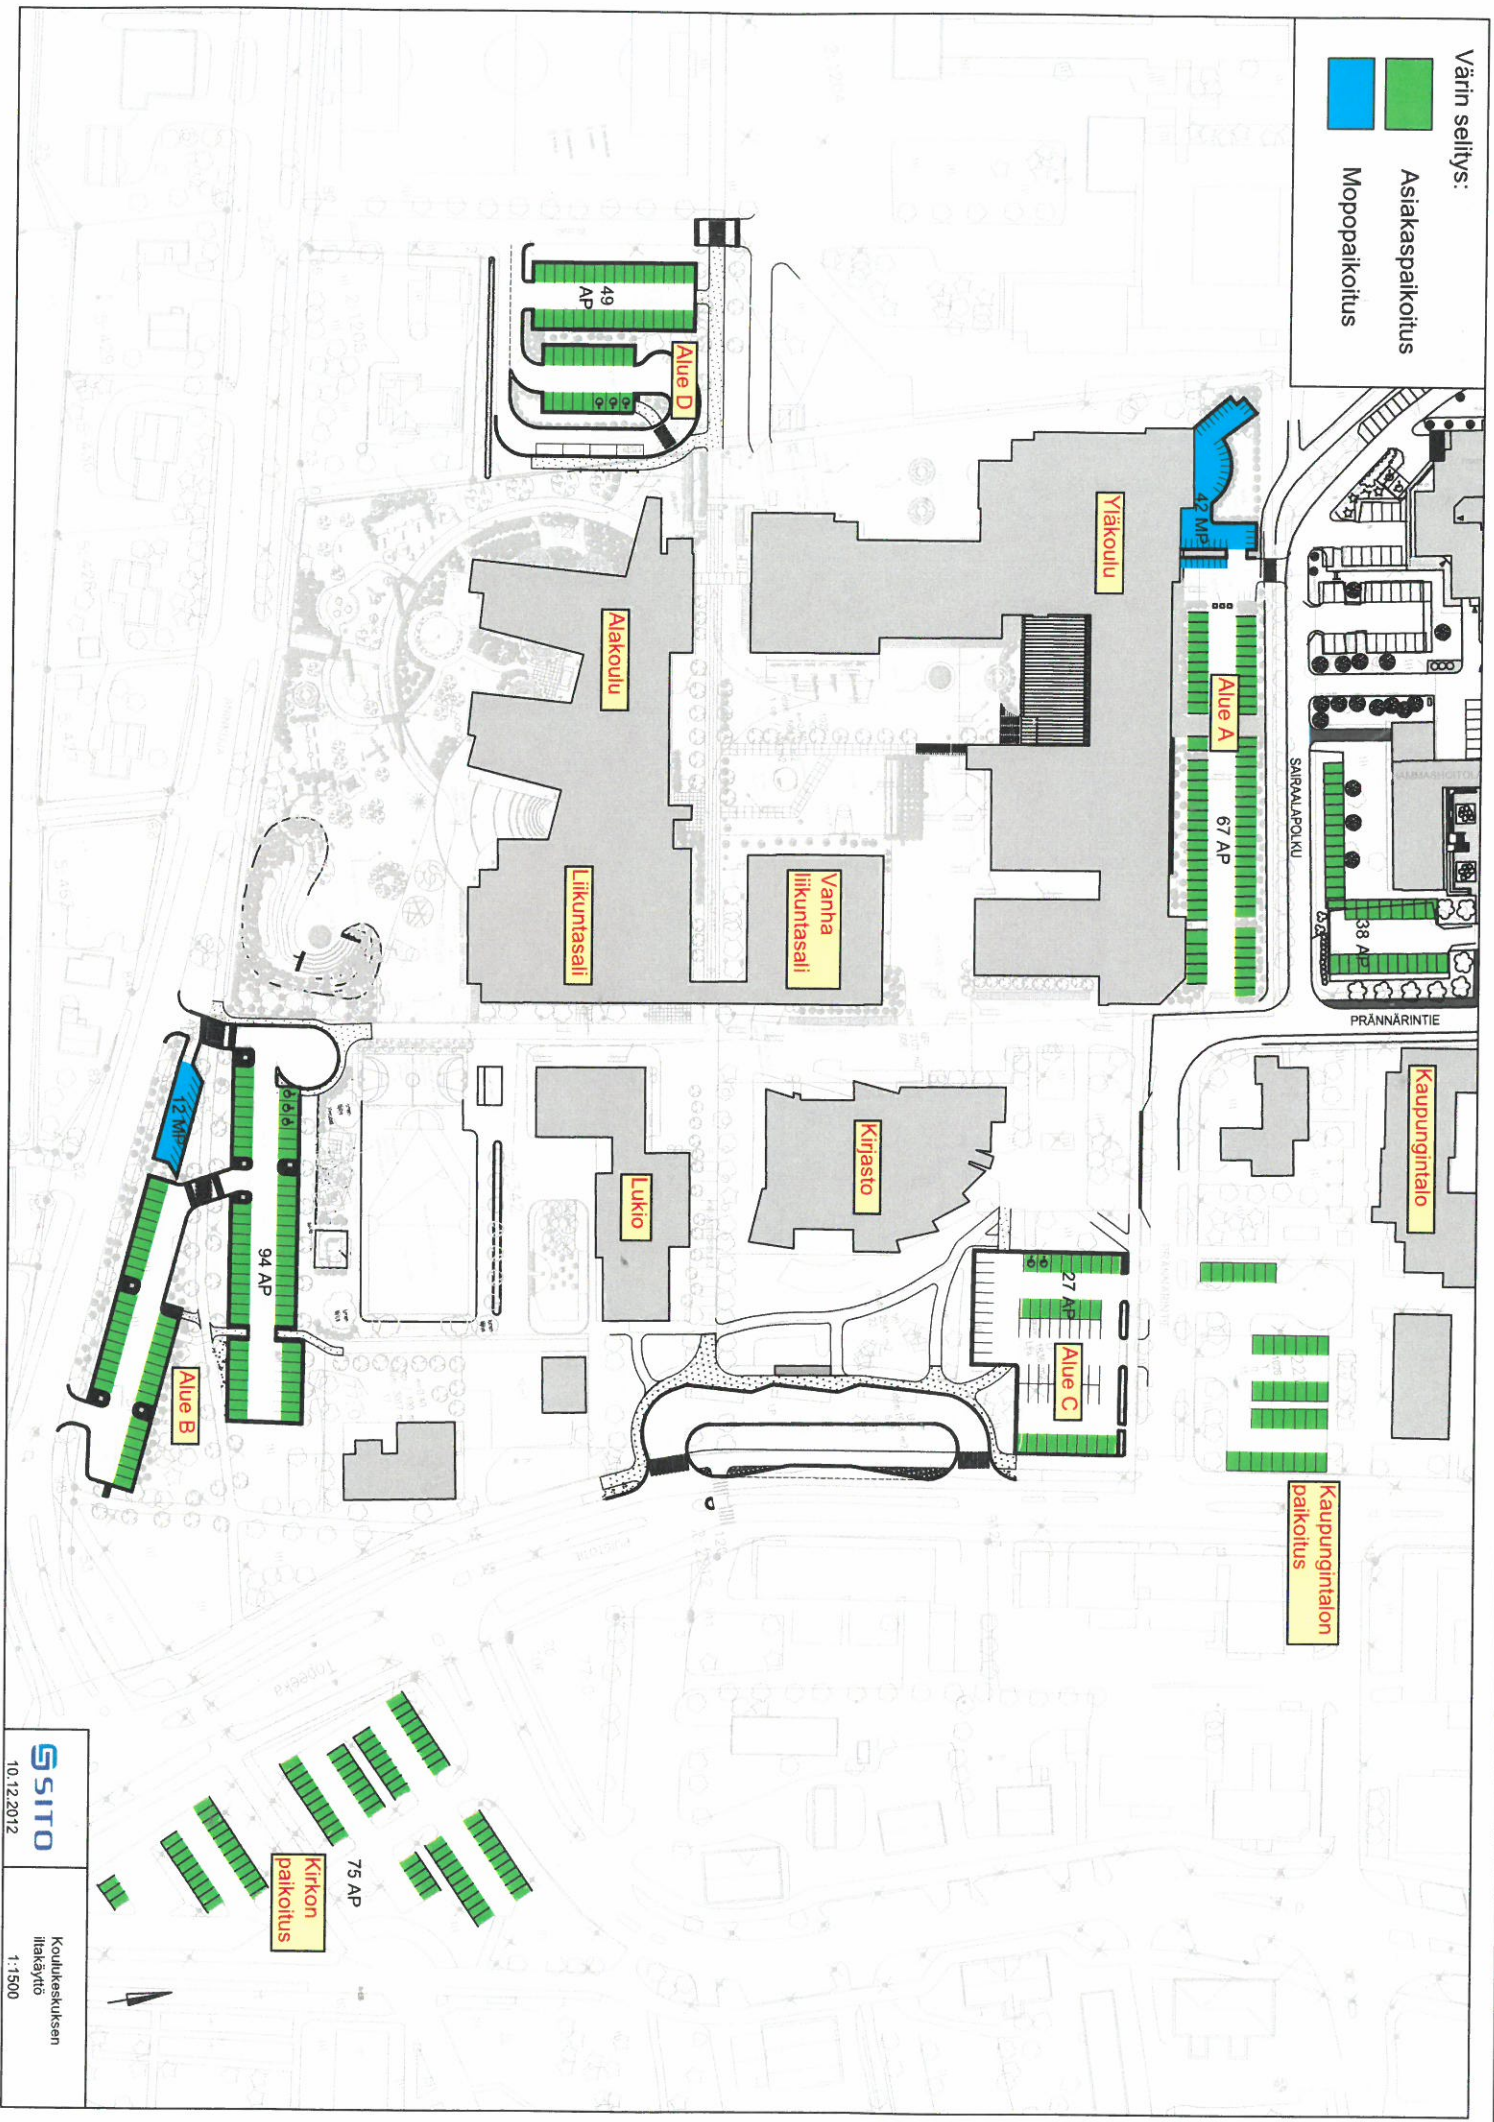 Värin selitys:
Asiakaspaikoitus
Mopopaikoitus
49
AP
Alue D
Yläkoulu
42 MP
Alue A
67 AP
SAIRAALAPOLKU
38 AP
PRÄNNÄRINTIE
Alakoulu
Liikuntasali
Vanha
liikuntasali
Kaupungintalo
Kirjasto
Lukio
27 AP
Alue C
12 MP
94 AP
Alue B
Kaupungintalon
paikoitus
75 AP
Kirkon
paikoitus
SITO
10.12.2012
Koulukeskuksen
iltakäyttö
1:1500